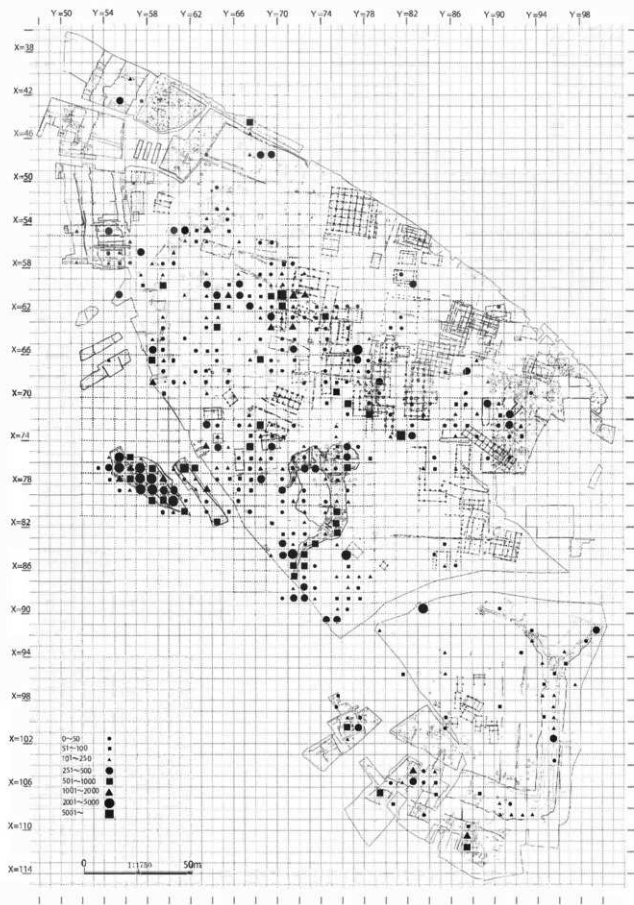 Y=50 Y=54 Y=58 Y=62 Y=66 Y=70 Y=74 Y=78 Y=82 Y=86 Y=90 Y=94 Y=98
X=38
X=42
X=46
X=50
X=54
X=58
X=62
X=66
X=70
X=74
X=78
X=82
X=86
X=90
X=94
X=98
X=102
X=106
X=110
X=114
0~50
51~100
101~250
251~500
501~1000
1001~2000
2001~5000
5001~
0 1:1750 50m